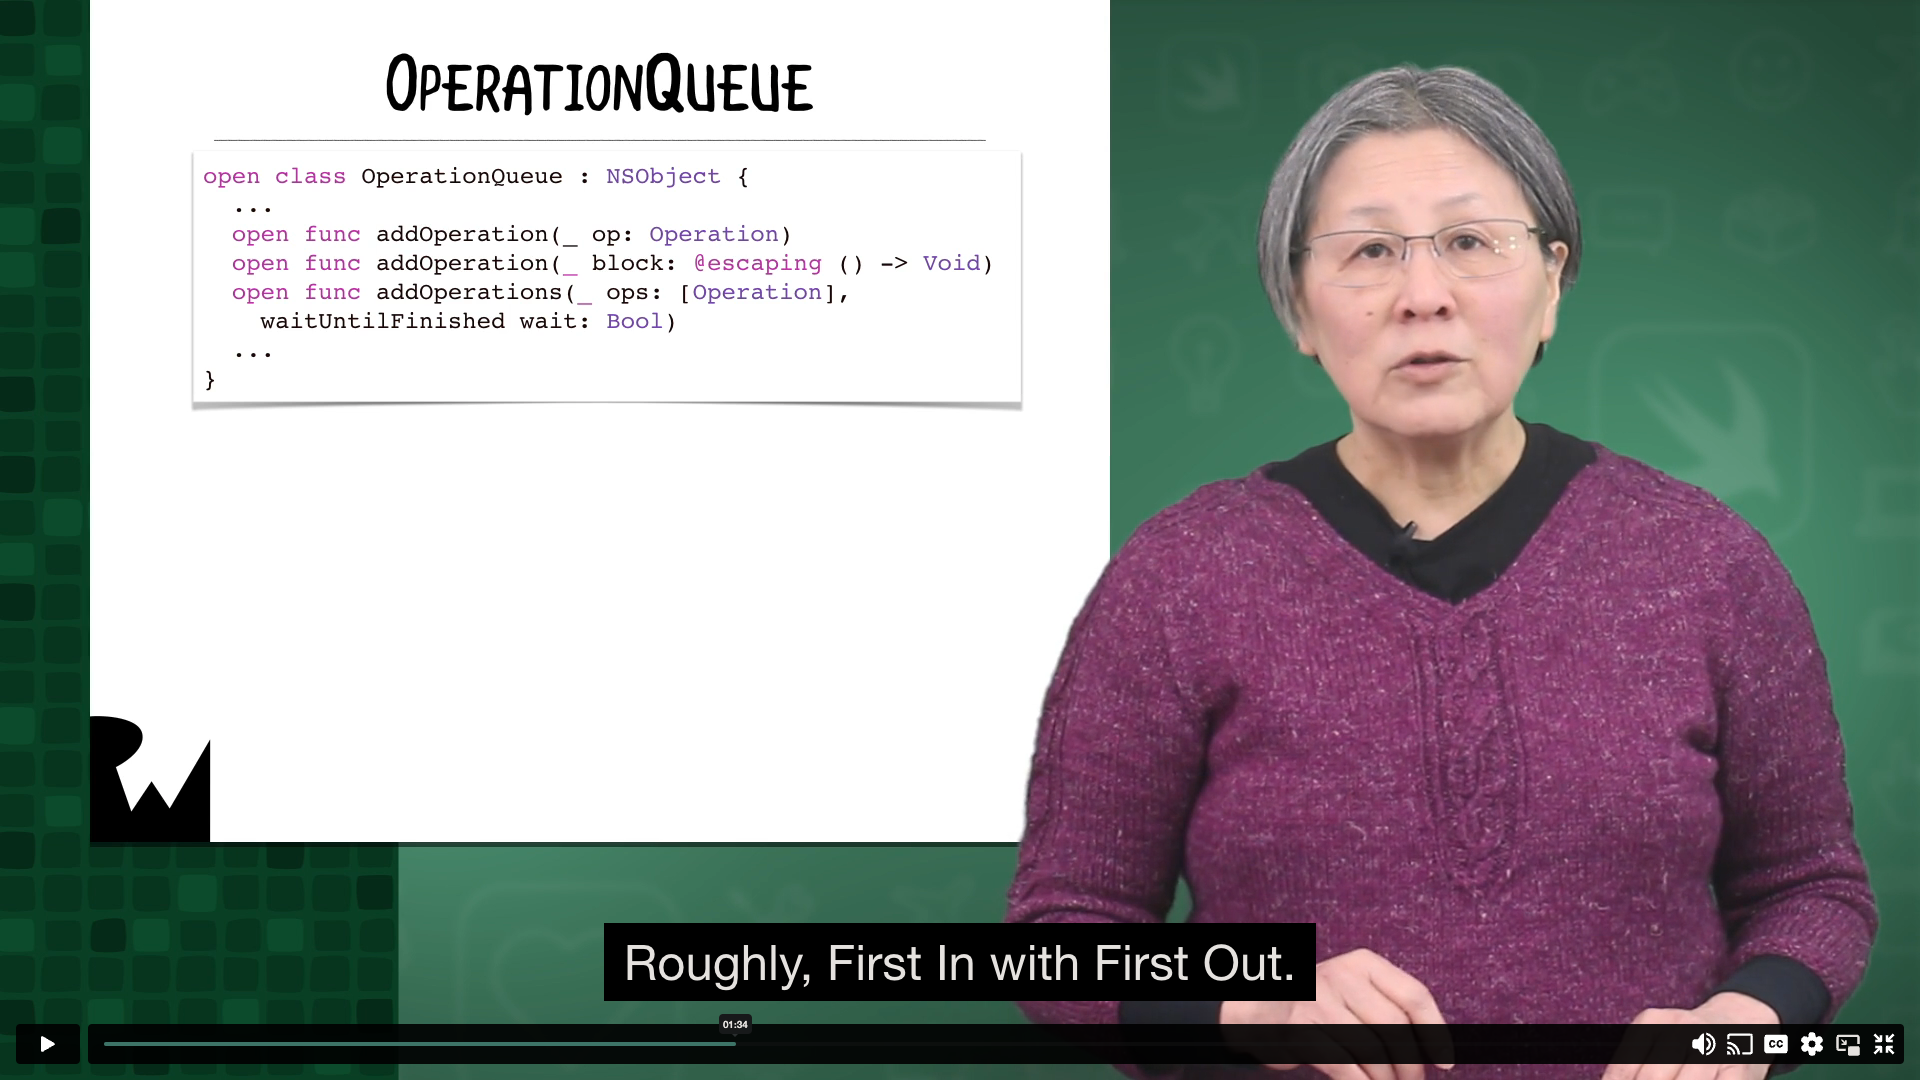 OPERATIONQUEUE
open class OperationQueue : NSObject {
...
open func addOperation(_ op: Operation)
open func addOperation(_ block: @escaping () -> Void)
open func addOperations(_ ops: [Operation],
waitUntilFinished wait: Bool)
...
}
RW
Roughly, First In with First Out.
01:34
CC